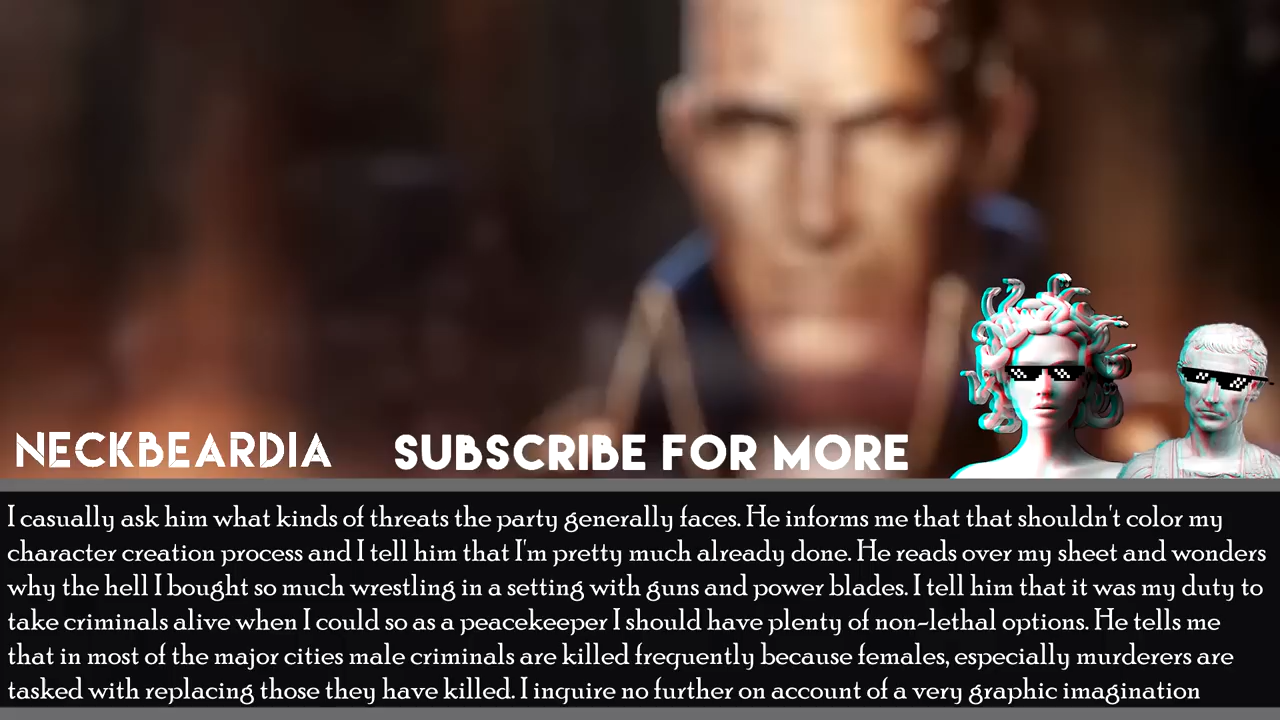 NECKBEARDIA
SUBSCRIBE FOR MORE
I casually ask him what kinds of threats the party generally faces. He informs me that that shouldn't color my
character creation process and I tell him that I'm pretty much already done. He reads over my sheet and wonders
why the hell I bought so much wrestling in a setting with guns and power blades. I tell him that it was my duty to
take criminals alive when I could so as a peacekeeper I should have plenty of non-lethal options. He tells me
that in most of the major cities male criminals are killed frequently because females, especially murderers are
tasked with replacing those they have killed. I inquire no further on account of a very graphic imagination